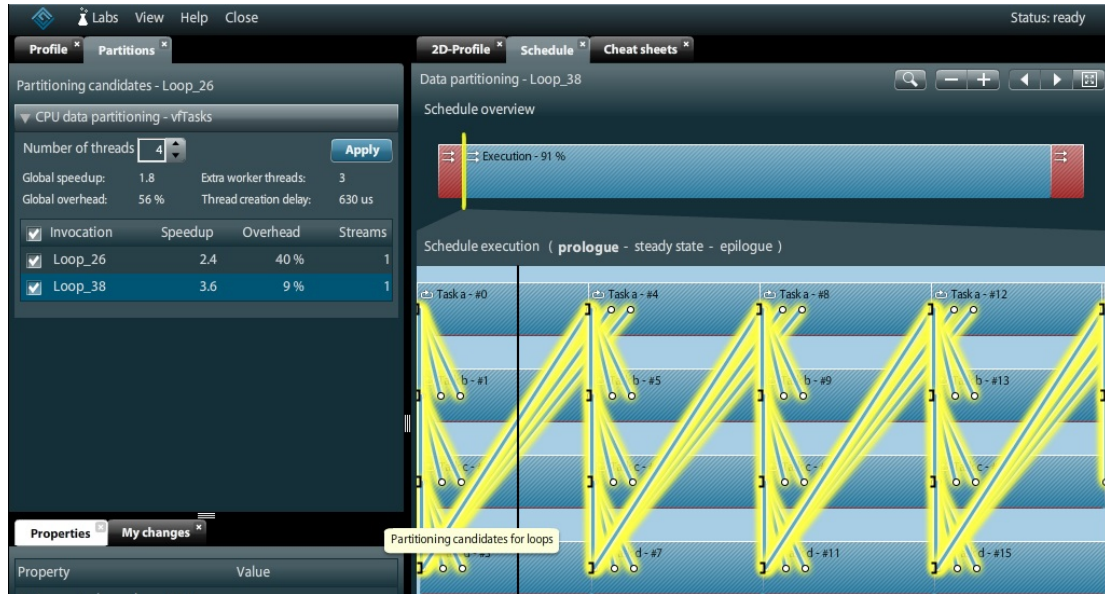 Labs View Help Close
Status: ready
Profile Partitions
Partitioning candidates - Loop_26
CPU data partitioning - vfTasks
Number of threads 4 Apply
Global speedup: 1.8 Extra worker threads: 3
Global overhead: 56 % Thread creation delay: 630 us
Invocation Speedup Overhead Streams
Loop_26 2.4 40 % 1
Loop_38 3.6 9 % 1
Properties My changes
Property Value
2D-Profile Schedule Cheat sheets
Data partitioning - Loop_38
Schedule overview
Execution - 91 %
Schedule execution ( prologue - steady state - epilogue )
Task a - #0 Task a - #4 Task a - #8 Task a - #12
b - #1 b - #5 b - #9 b - #13
c - c - c - c -
d - #7 d - #11 d - #15
Partitioning candidates for loops